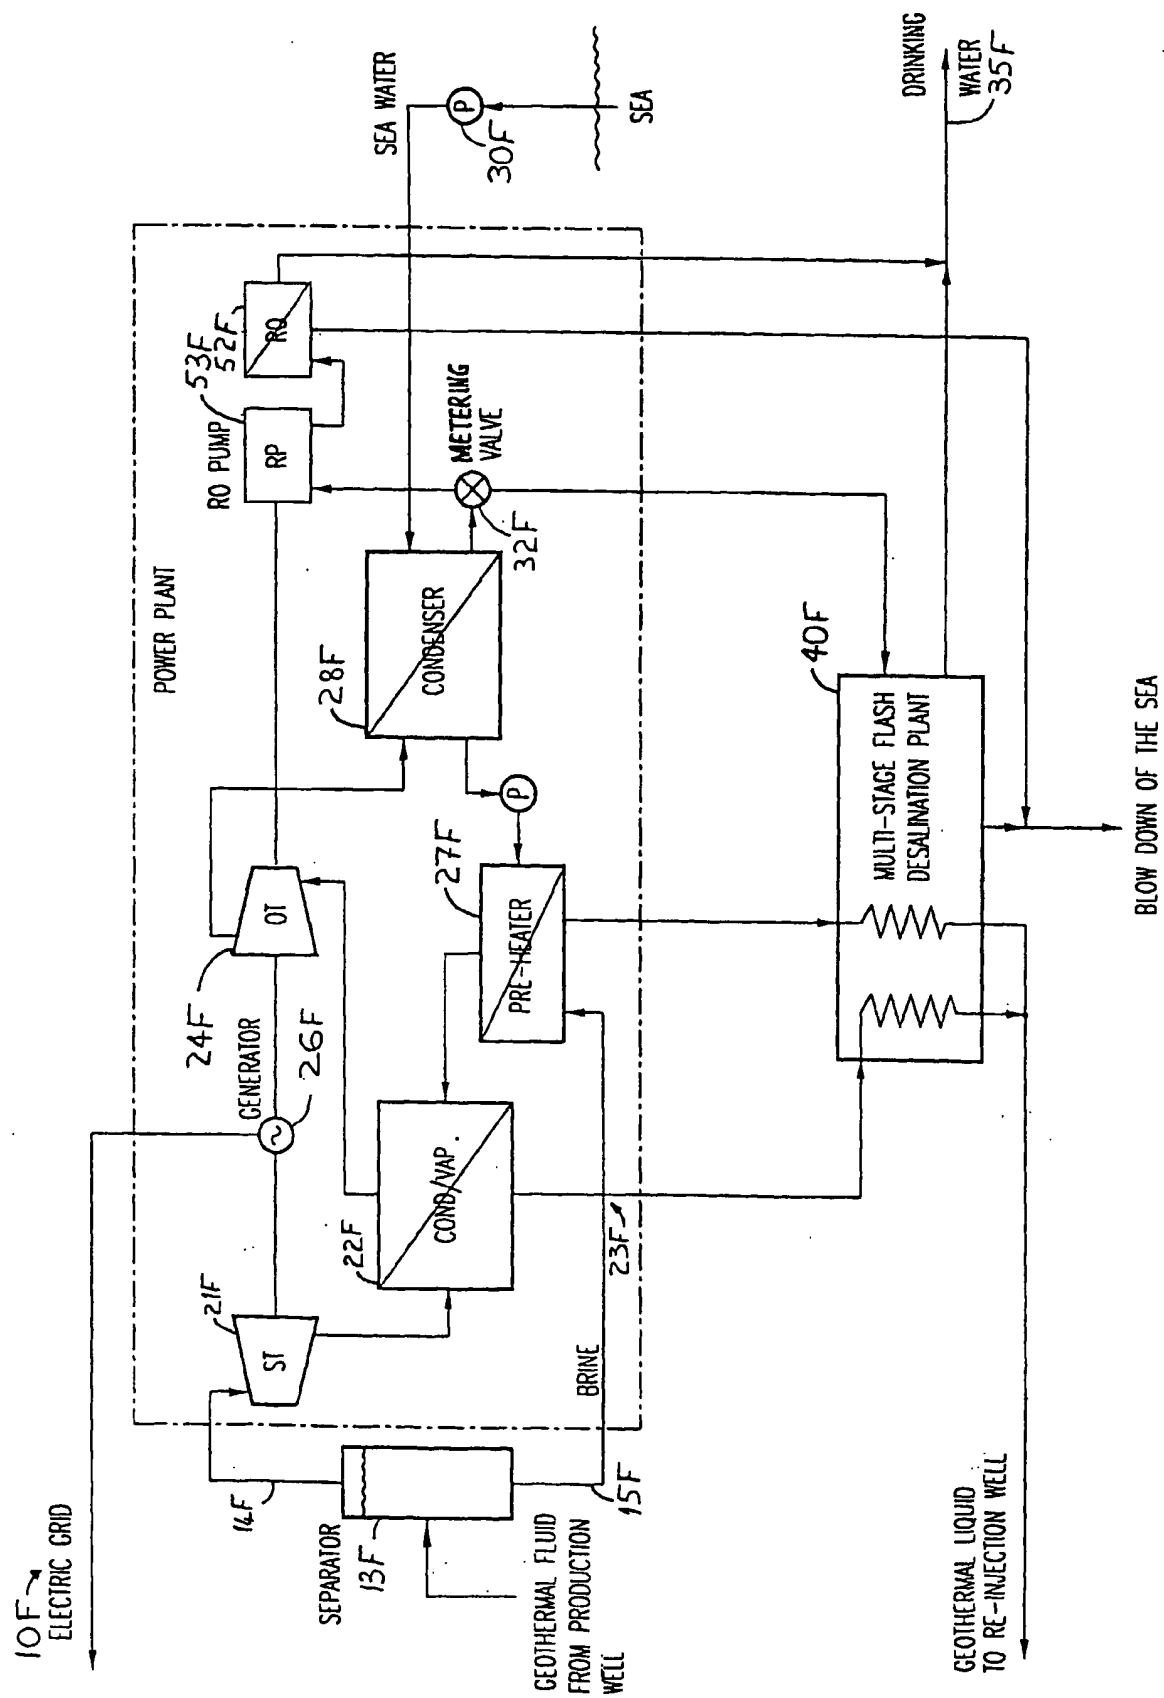 10F
ELECTRIC GRID
POWER PLANT
14F
21F
ST
GENERATOR
26F
24F
OT
RO PUMP
RP
53F
52F
RO
SEPARATOR
13F
22F
COND/VAP.
27F
PRE-HEATER
P
28F
CONDENSER
METERING
VALVE
32F
SEA WATER
P
30F
SEA
GEOTHERMAL FLUID
FROM PRODUCTION
WELL
15F
BRINE
23F
40F
MULTI-STAGE FLASH
DESALINATION PLANT
DRINKING
WATER
35F
GEOTHERMAL LIQUID
TO RE-INJECTION WELL
BLOW DOWN OF THE SEA